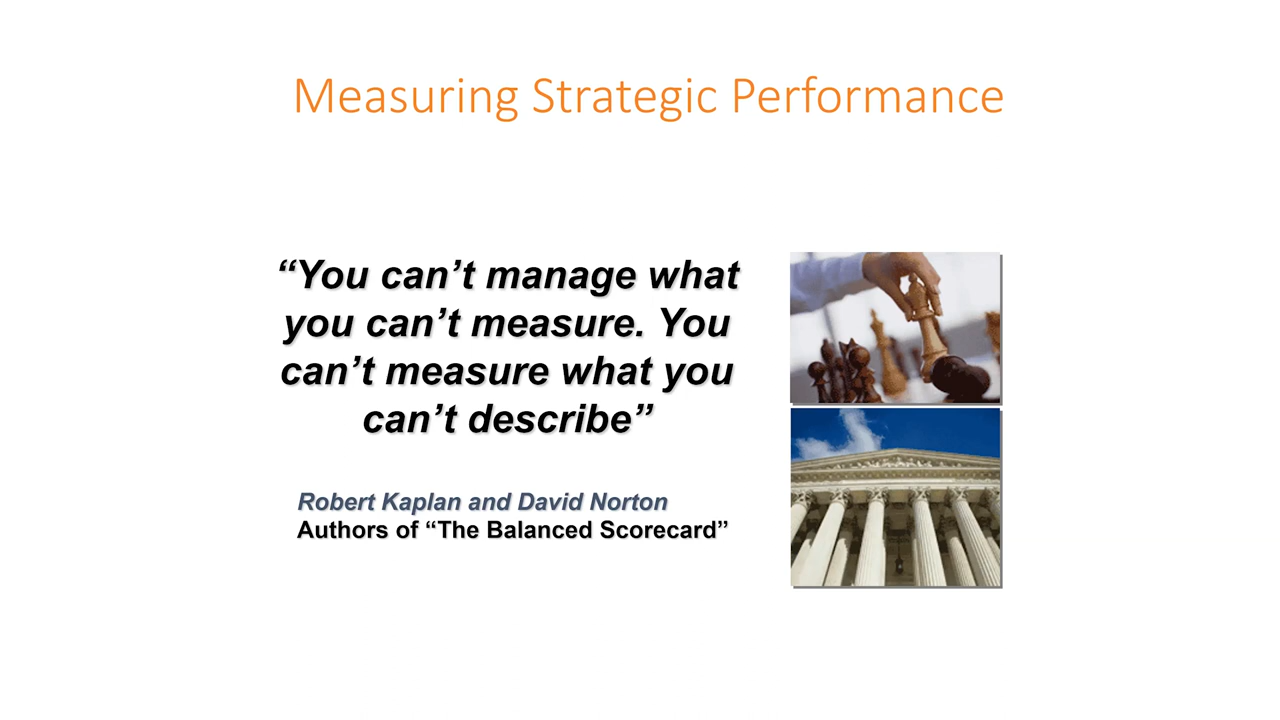 Measuring Strategic Performance
“You can’t manage what
you can’t measure. You
can’t measure what you
can’t describe”
Robert Kaplan and David Norton
Authors of “The Balanced Scorecard”